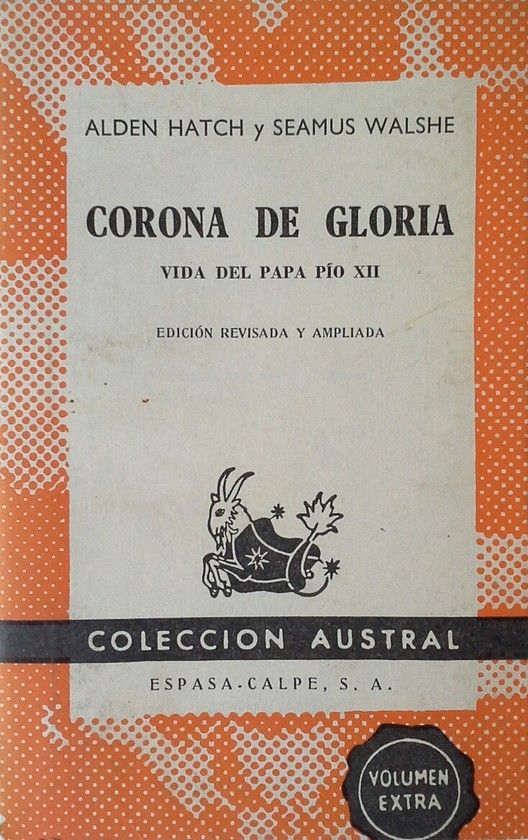 ALDEN HATCH y SEAMUS WALSHE
CORONA DE GLORIA
VIDA DEL PAPA PÍO XII
EDICIÓN REVISADA Y AMPLIADA
COLECCION AUSTRAL
ESPASA-CALPE, S. A.
VOLUMEN
EXTRA